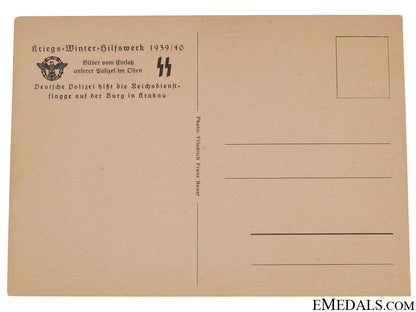 Kriegs-Winter-Hilfswerk 1939/40
Bilder vom Einsatz
unserer Polizei im Osten
Deutsche Polizei hißt die Reichsdienst-
flagge auf der Burg in Krakau
Photo: Friedrich Franz Bauer
EMEDALS.COM